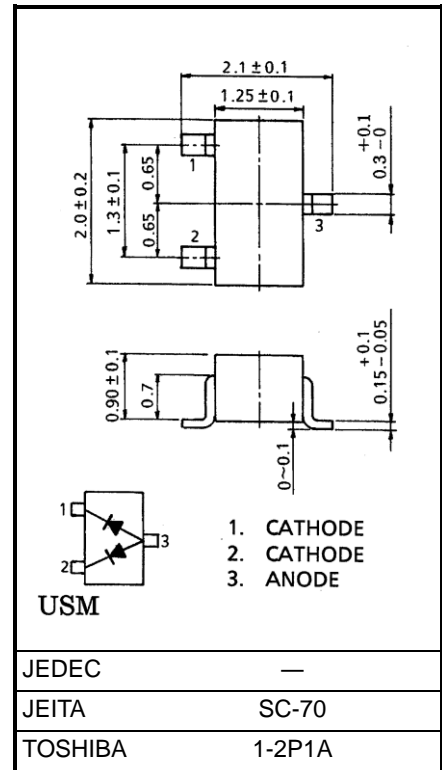 2.1±0.1
1.25±0.1
+0.1
0.3 -0
2.0±0.2
1.3±0.1
0.65
0.65
1
2
3
0.90±0.1
0.7
+0.1
0.15-0.05
0~0.1
1
2
3
USM
1. CATHODE
2. CATHODE
3. ANODE
JEDEC —
JEITA SC-70
TOSHIBA 1-2P1A